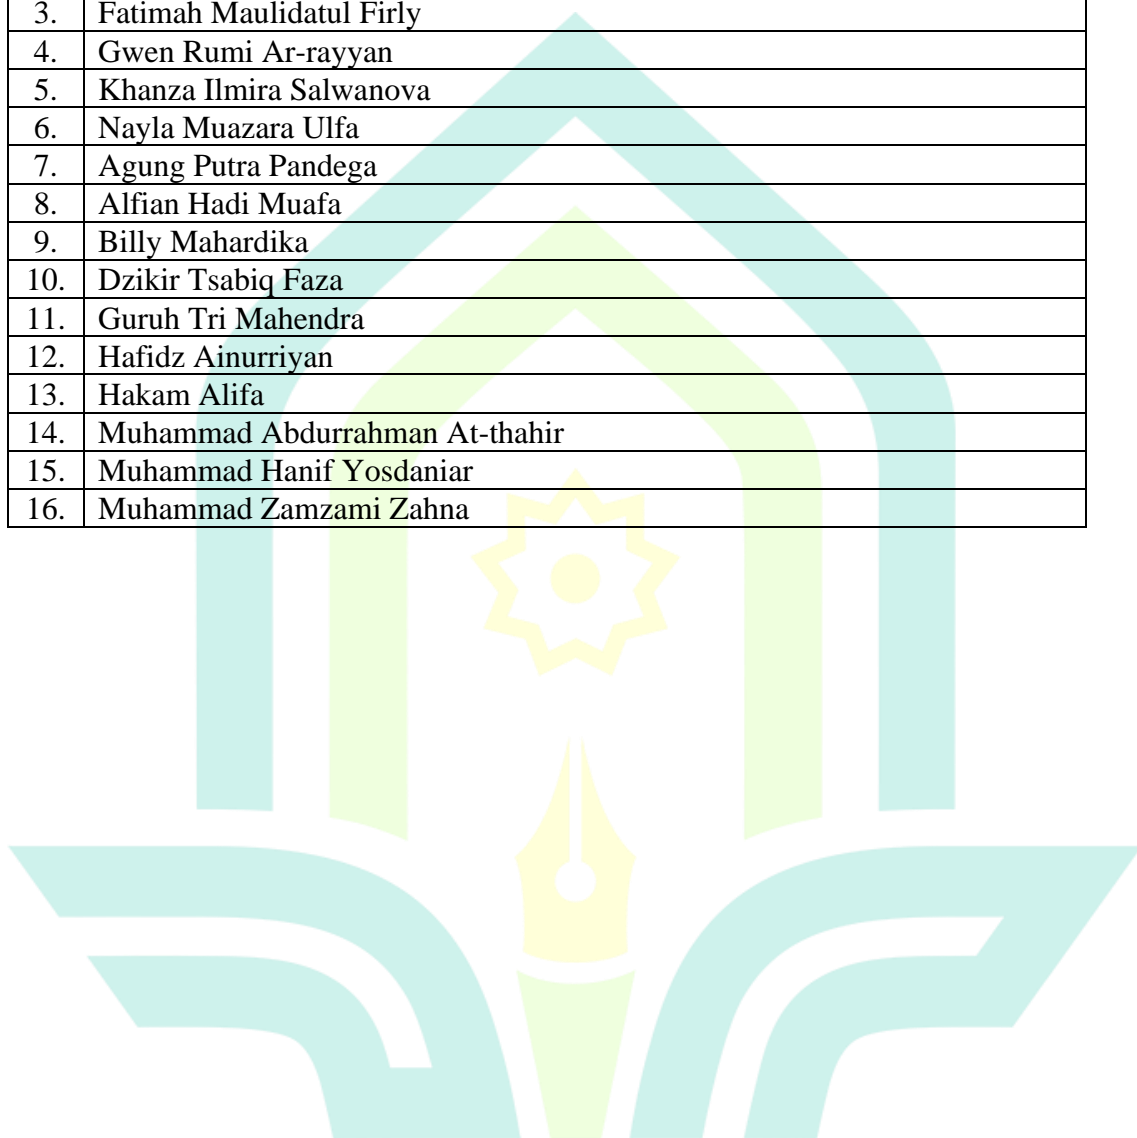 3. Fatimah Maulidatul Firly
4. Gwen Rumi Ar-rayyan
5. Khanza Ilmira Salwanova
6. Nayla Muazara Ulfa
7. Agung Putra Pandega
8. Alfian Hadi Muafa
9. Billy Mahardika
10. Dzikir Tsabiq Faza
11. Guruh Tri Mahendra
12. Hafidz Ainurriyan
13. Hakam Alifa
14. Muhammad Abdurrahman At-thahir
15. Muhammad Hanif Yosdaniar
16. Muhammad Zamzami Zahna